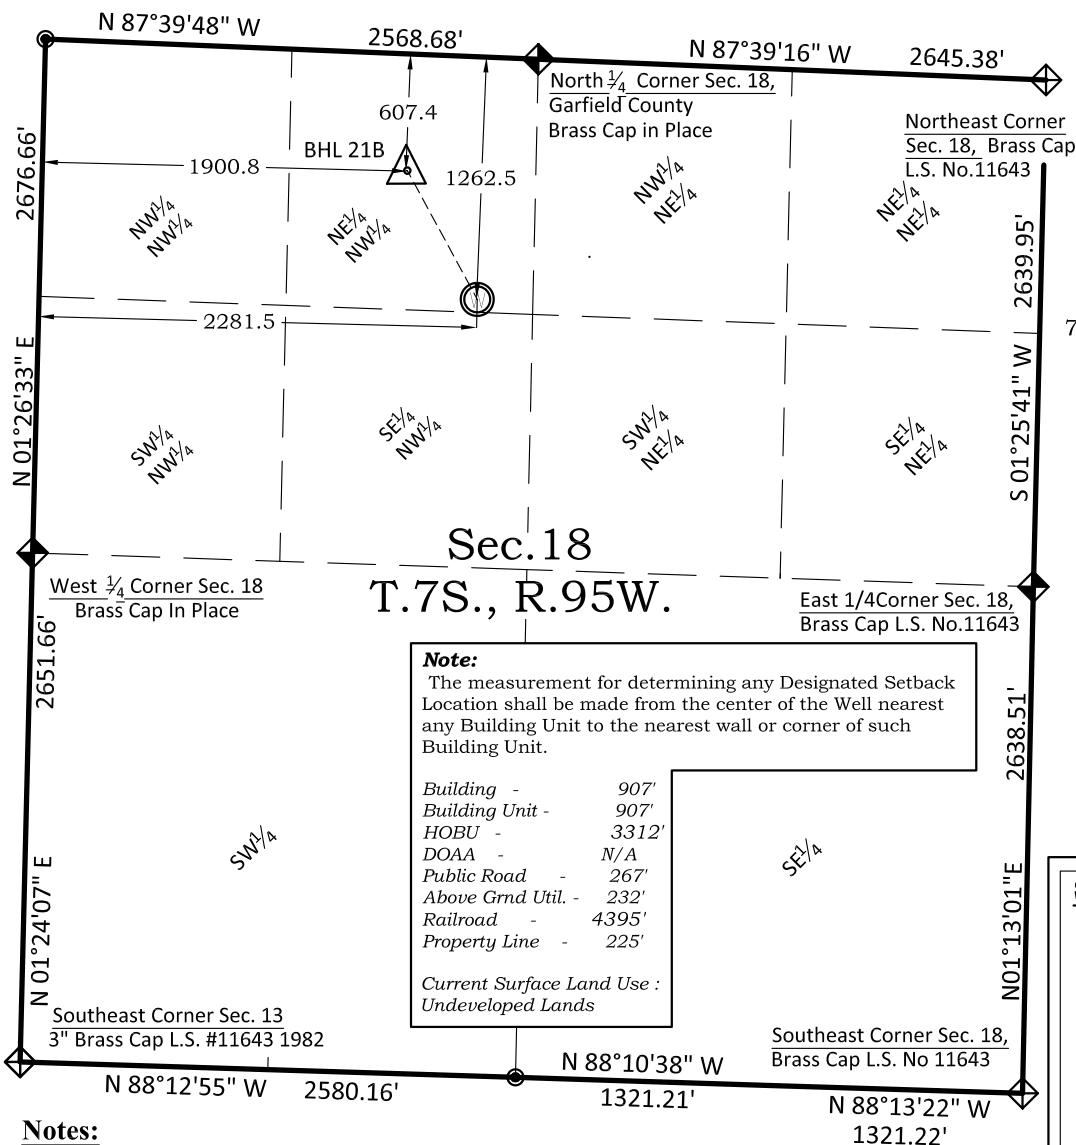 N 87°39'48" W
2568.68'
N 87°39'16" W
2645.38'
North ¼ Corner Sec. 18,
Garfield County
Brass Cap in Place
Northeast Corner
Sec. 18, Brass Cap
L.S. No.11643
607.4
BHL 21B
1900.8
1262.5
2676.66'
NW¼
NW¼
NE¼
NW¼
NW¼
NE¼
NE¼
NE¼
2639.95'
2281.5
7
N 01°26'33" E
S 01°25'41" W
SW¼
NW¼
SE¼
NW¼
SW¼
NE¼
SE¼
NE¼
Sec.18
T.7S., R.95W.
West ¼ Corner Sec. 18
Brass Cap In Place
East 1/4Corner Sec. 18,
Brass Cap L.S. No.11643
2651.66'
2638.51'
Note:
The measurement for determining any Designated Setback
Location shall be made from the center of the Well nearest
any Building Unit to the nearest wall or corner of such
Building Unit.
Building - 907'
Building Unit - 907'
HOBU - 3312'
DOAA - N/A
Public Road - 267'
Above Grnd Util. - 232'
Railroad - 4395'
Property Line - 225'
Current Surface Land Use :
Undeveloped Lands
SW¼
SE¼
N 01°24'07" E
N01°13'01"E
Southeast Corner Sec. 13
3" Brass Cap L.S. #11643 1982
Southeast Corner Sec. 18,
Brass Cap L.S. No 11643
N 88°12'55" W
2580.16'
N 88°10'38" W
1321.21'
N 88°13'22" W
1321.22'
Notes: